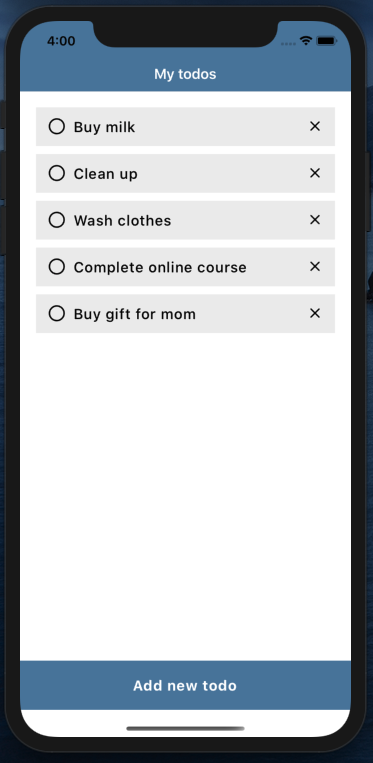 4:00
My todos
Buy milk
Clean up
Wash clothes
Complete online course
Buy gift for mom
Add new todo